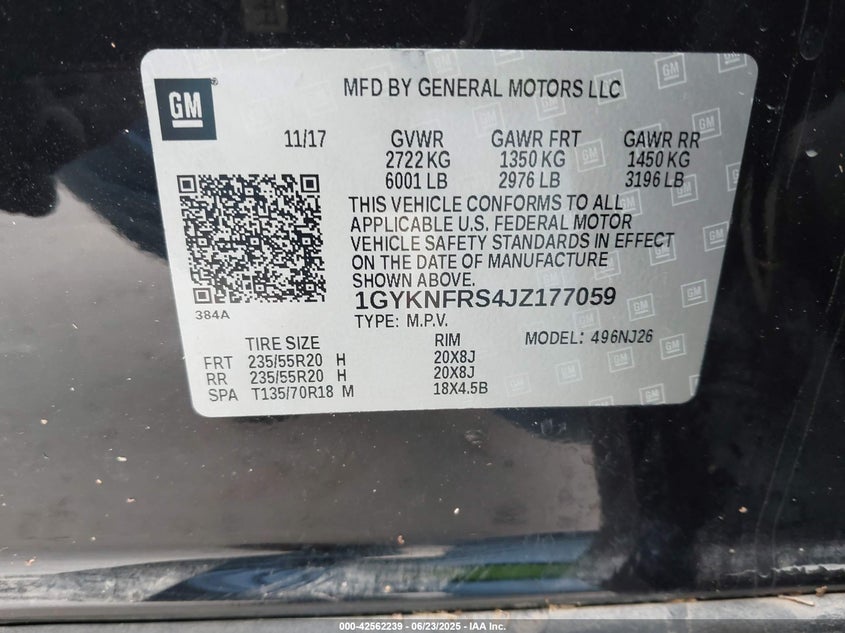 GM
MFD BY GENERAL MOTORS LLC
11/17 GVWR GAWR FRT GAWR RR
2722 KG 1350 KG 1450 KG
6001 LB 2976 LB 3196 LB
THIS VEHICLE CONFORMS TO ALL
APPLICABLE U.S. FEDERAL MOTOR
VEHICLE SAFETY STANDARDS IN EFFECT
ON THE DATE OF MANUFACTURE
SHOWN ABOVE.
1GYKNFRS4JZ177059
384A
TYPE: M.P.V. MODEL: 496NJ26
TIRE SIZE RIM
FRT 235/55R20 H 20X8J
RR 235/55R20 H 20X8J
SPA T135/70R18 M 18X4.5B
000-42562239 - 06/23/2025 - IAA Inc.